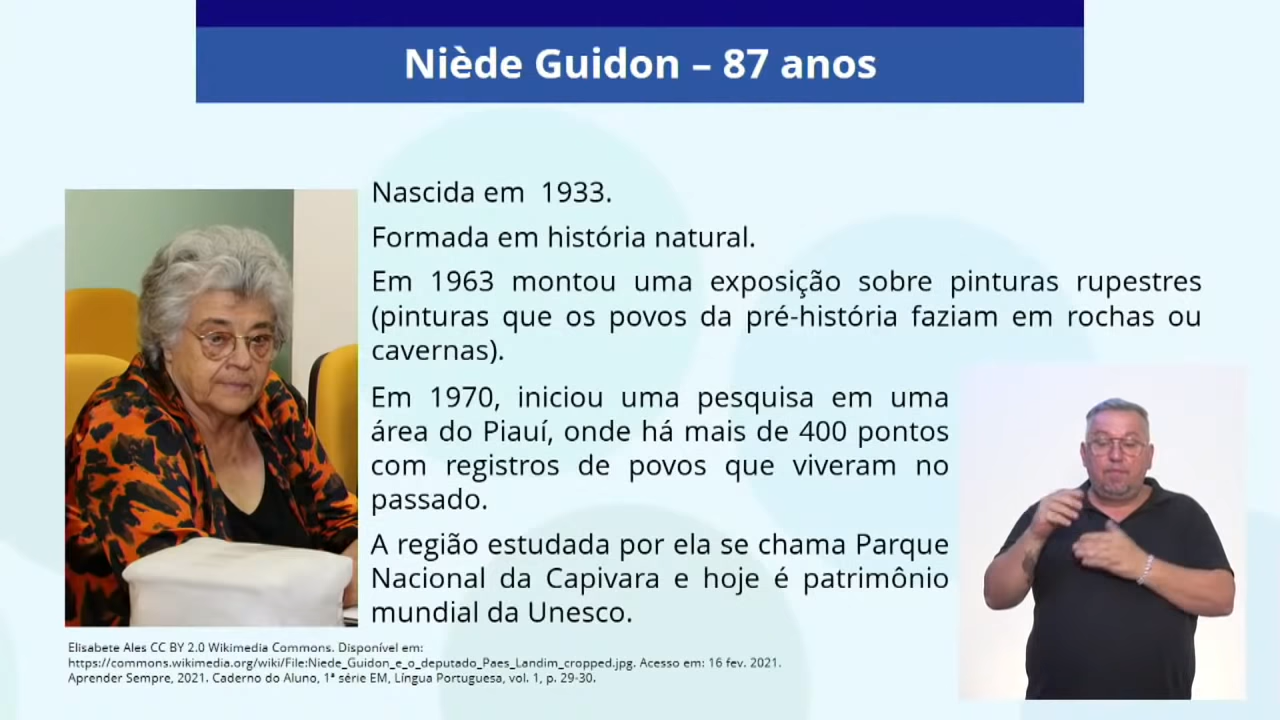 Niède Guidon – 87 anos
Nascida em 1933.
Formada em história natural.
Em 1963 montou uma exposição sobre pinturas rupestres
(pinturas que os povos da pré-história faziam em rochas ou
cavernas).
Em 1970, iniciou uma pesquisa em uma
área do Piauí, onde há mais de 400 pontos
com registros de povos que viveram no
passado.
A região estudada por ela se chama Parque
Nacional da Capivara e hoje é patrimônio
mundial da Unesco.
Elisabete Ales CC BY 2.0 Wikimedia Commons. Disponível em:
https://commons.wikimedia.org/wiki/File:Niede_Guidon_e_o_deputado_Paes_Landim_cropped.jpg. Acesso em: 16 fev. 2021.
Aprender Sempre, 2021. Caderno do Aluno, 1ª série EM, Língua Portuguesa, vol. 1, p. 29-30.